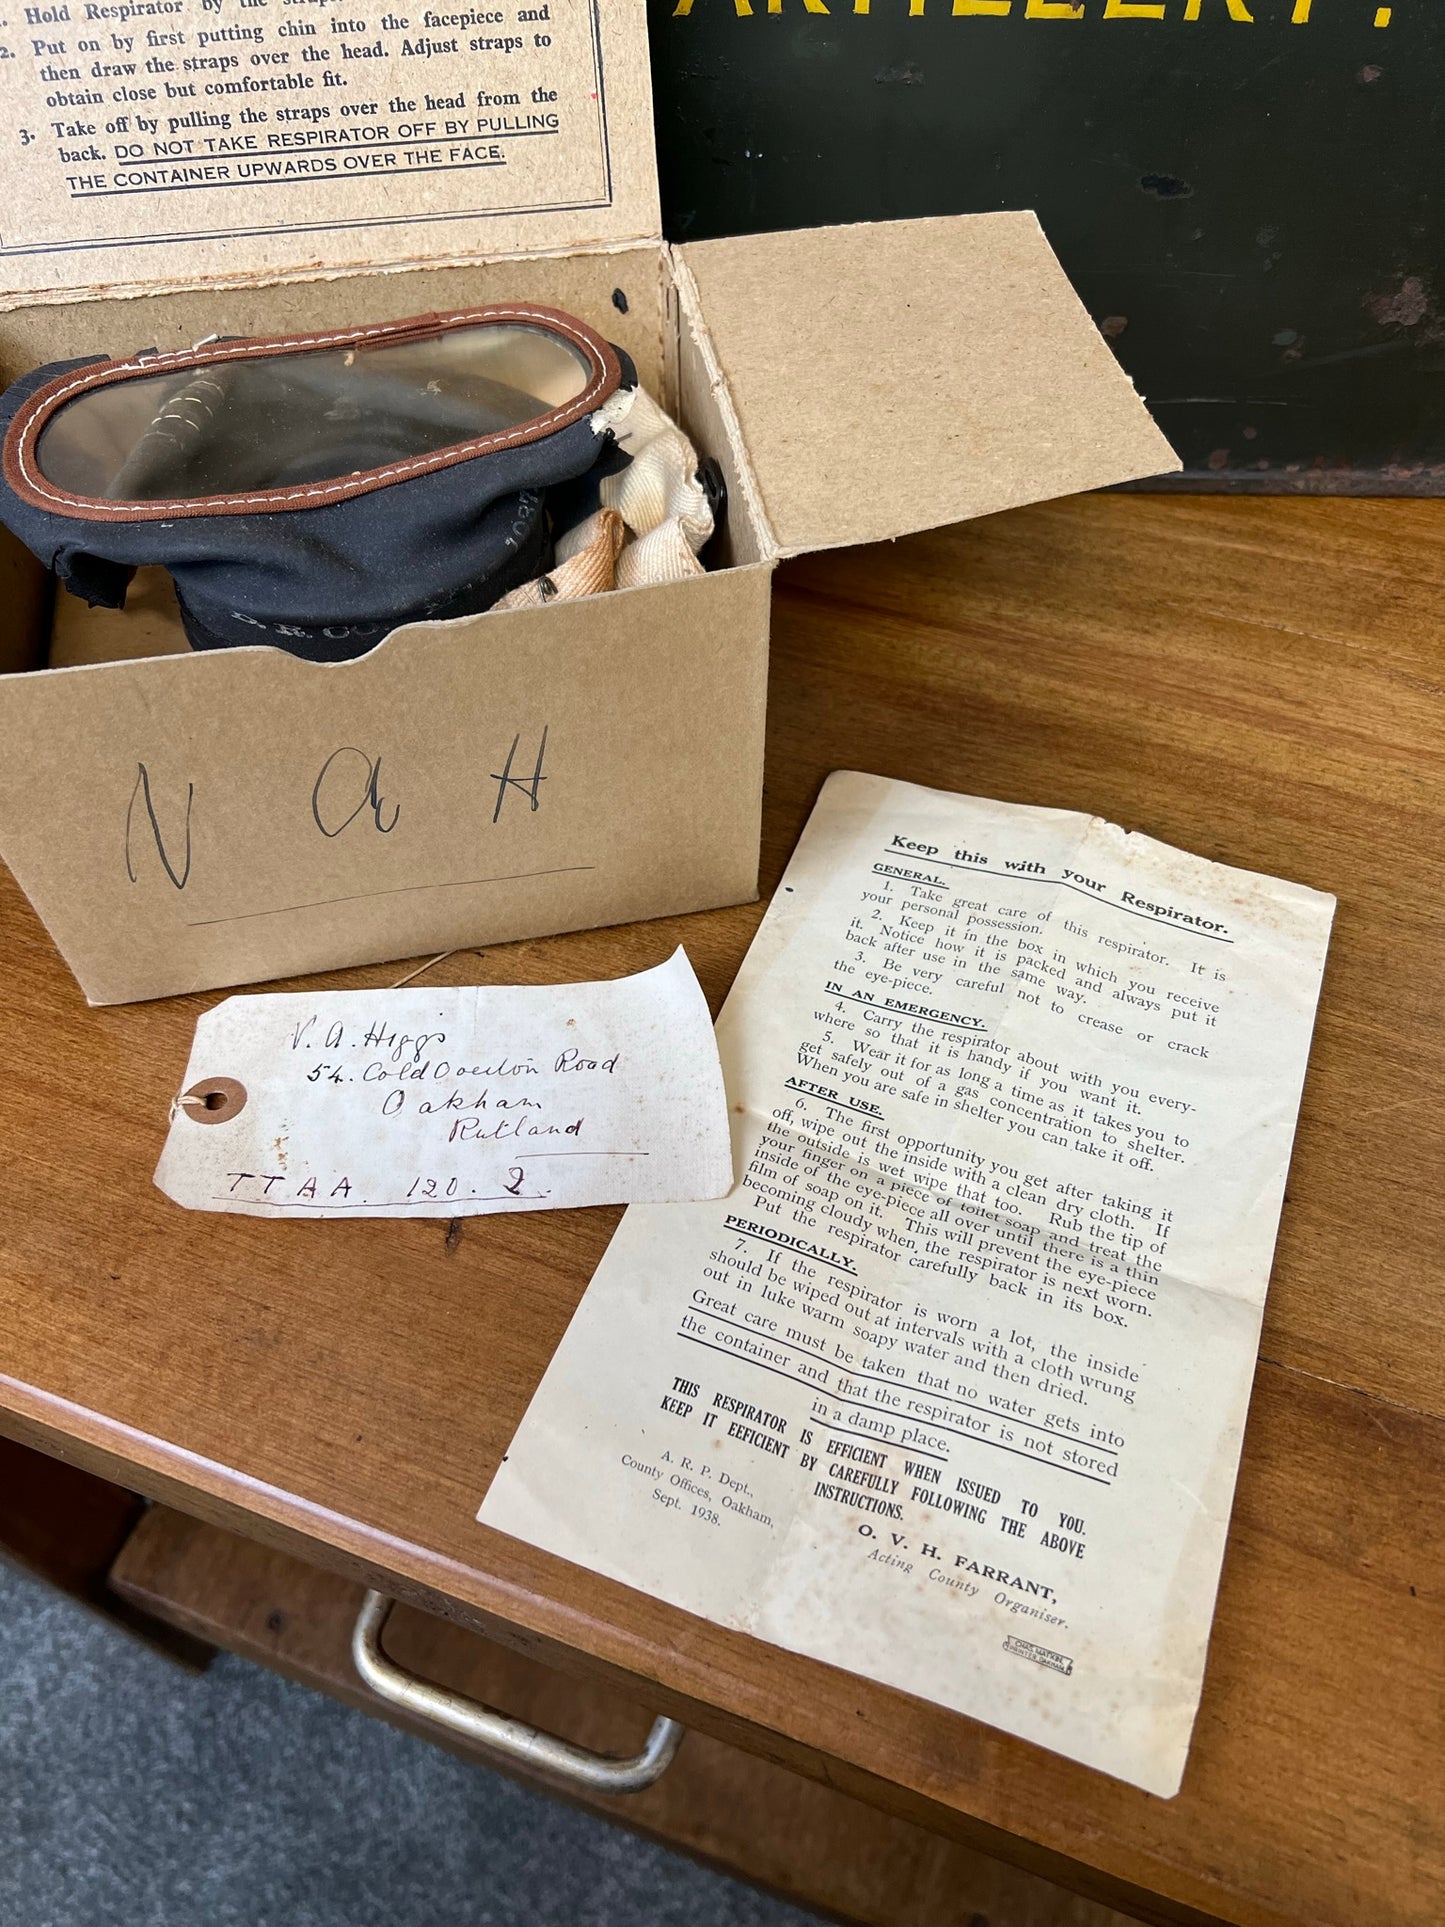 ARTILLERY.
1. Hold Respirator by the straps
2. Put on by first putting chin into the facepiece and
then draw the straps over the head. Adjust straps to
obtain close but comfortable fit.
3. Take off by pulling the straps over the head from the
back. DO NOT TAKE RESPIRATOR OFF BY PULLING
THE CONTAINER UPWARDS OVER THE FACE.
D. R. CO
N A H
V. A. Higgs
54. Cold Overton Road
Oakham
Rutland
TTAA. 120. 2.
Keep this with your Respirator.
GENERAL.
1. Take great care of this respirator. It is
your personal possession.
2. Keep it in the box in which you receive
it. Notice how it is packed and always put it
back after use in the same way.
3. Be very careful not to crease or crack
the eye-piece.
IN AN EMERGENCY.
4. Carry the respirator about with you every-
where so that it is handy if you want it.
5. Wear it for as long a time as it takes you to
get safely out of a gas concentration to shelter.
When you are safe in shelter you can take it off.
AFTER USE.
6. The first opportunity you get after taking it
off, wipe out the inside with a clean dry cloth. If
the outside is wet wipe that too. Rub the tip of
your finger on a piece of toilet soap and treat the
inside of the eye-piece all over until there is a thin
film of soap on it. This will prevent the eye-piece
becoming cloudy when the respirator is next worn.
Put the respirator carefully back in its box.
PERIODICALLY.
7. If the respirator is worn a lot, the inside
should be wiped out at intervals with a cloth wrung
out in luke warm soapy water and then dried.
Great care must be taken that no water gets into
the container and that the respirator is not stored
in a damp place.
THIS RESPIRATOR IS EFFICIENT WHEN ISSUED TO YOU.
KEEP IT EEFICIENT BY CAREFULLY FOLLOWING THE ABOVE
INSTRUCTIONS.
A. R. P. Dept.,
County Offices, Oakham,
Sept. 1938.
O. V. H. FARRANT,
Acting County Organiser.
CHAS. MATKIN,
PRINTER, OAKHAM